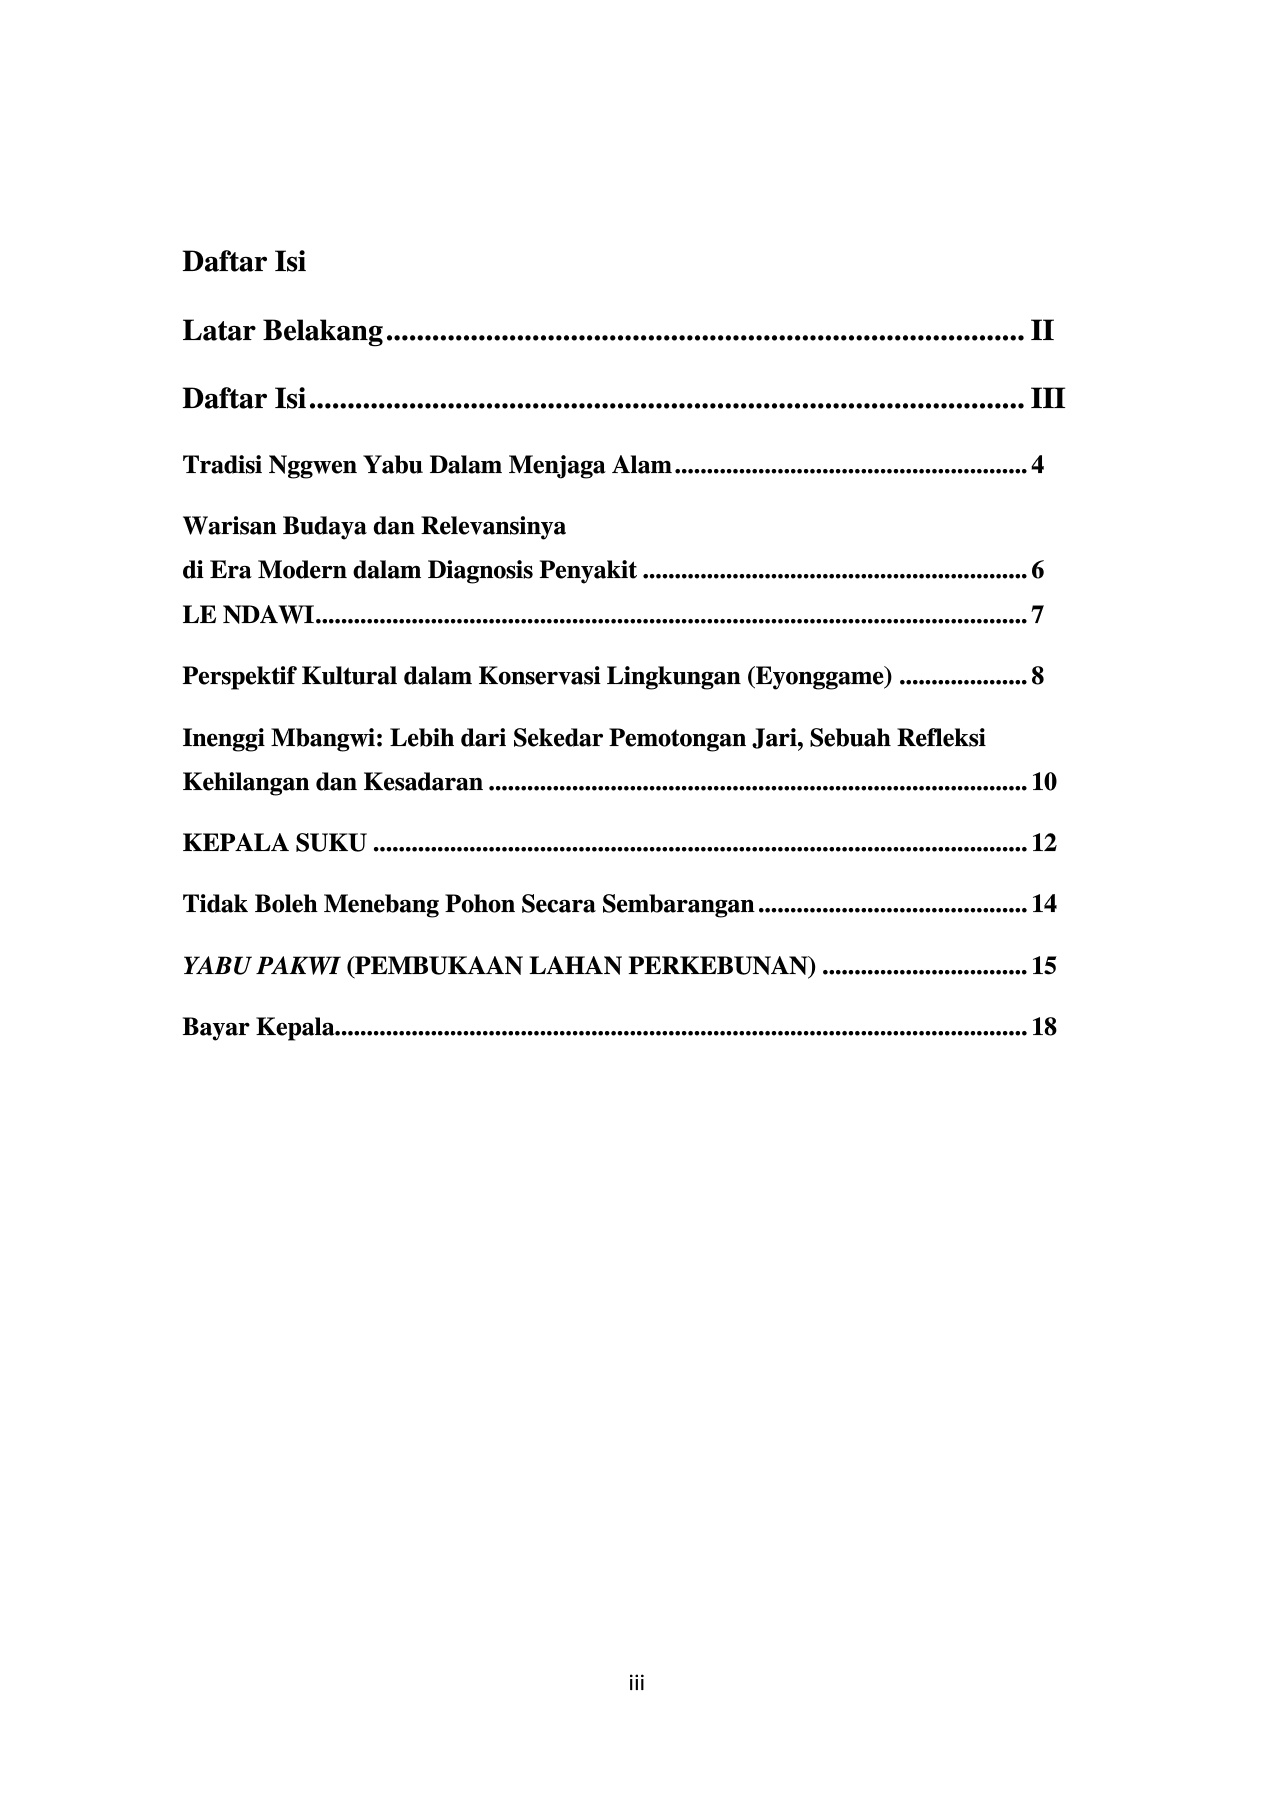 Daftar Isi
Latar Belakang.................................................................................. II
Daftar Isi............................................................................................ III
Tradisi Nggwen Yabu Dalam Menjaga Alam....................................................... 4
Warisan Budaya dan Relevansinya
di Era Modern dalam Diagnosis Penyakit ............................................................ 6
LE NDAWI............................................................................................................... 7
Perspektif Kultural dalam Konservasi Lingkungan (Eyonggame) .................... 8
Inenggi Mbangwi: Lebih dari Sekedar Pemotongan Jari, Sebuah Refleksi
Kehilangan dan Kesadaran .................................................................................... 10
KEPALA SUKU ...................................................................................................... 12
Tidak Boleh Menebang Pohon Secara Sembarangan.......................................... 14
YABU PAKWI (PEMBUKAAN LAHAN PERKEBUNAN) ................................ 15
Bayar Kepala............................................................................................................ 18
iii